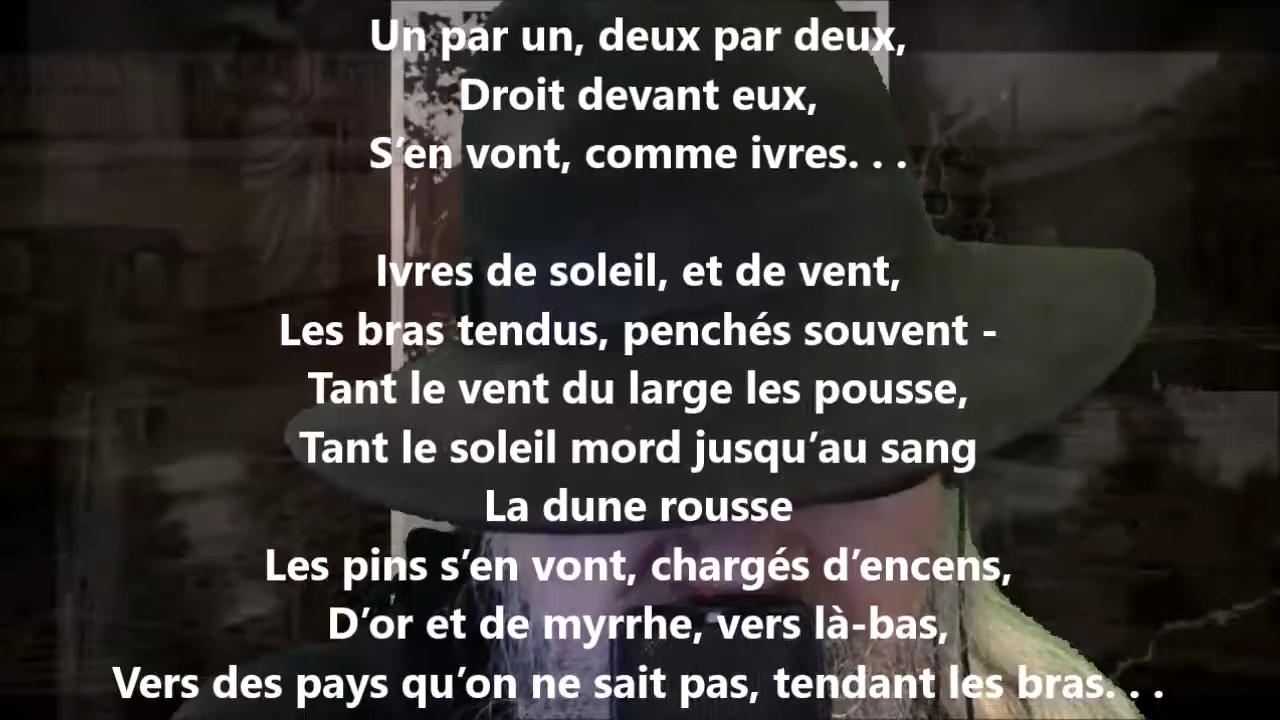 Un par un, deux par deux,
Droit devant eux,
S’en vont, comme ivres. . .
Ivres de soleil, et de vent,
Les bras tendus, penchés souvent -
Tant le vent du large les pousse,
Tant le soleil mord jusqu’au sang
La dune rousse
Les pins s’en vont, chargés d’encens,
D’or et de myrrhe, vers là-bas,
Vers des pays qu’on ne sait pas, tendant les bras. . .